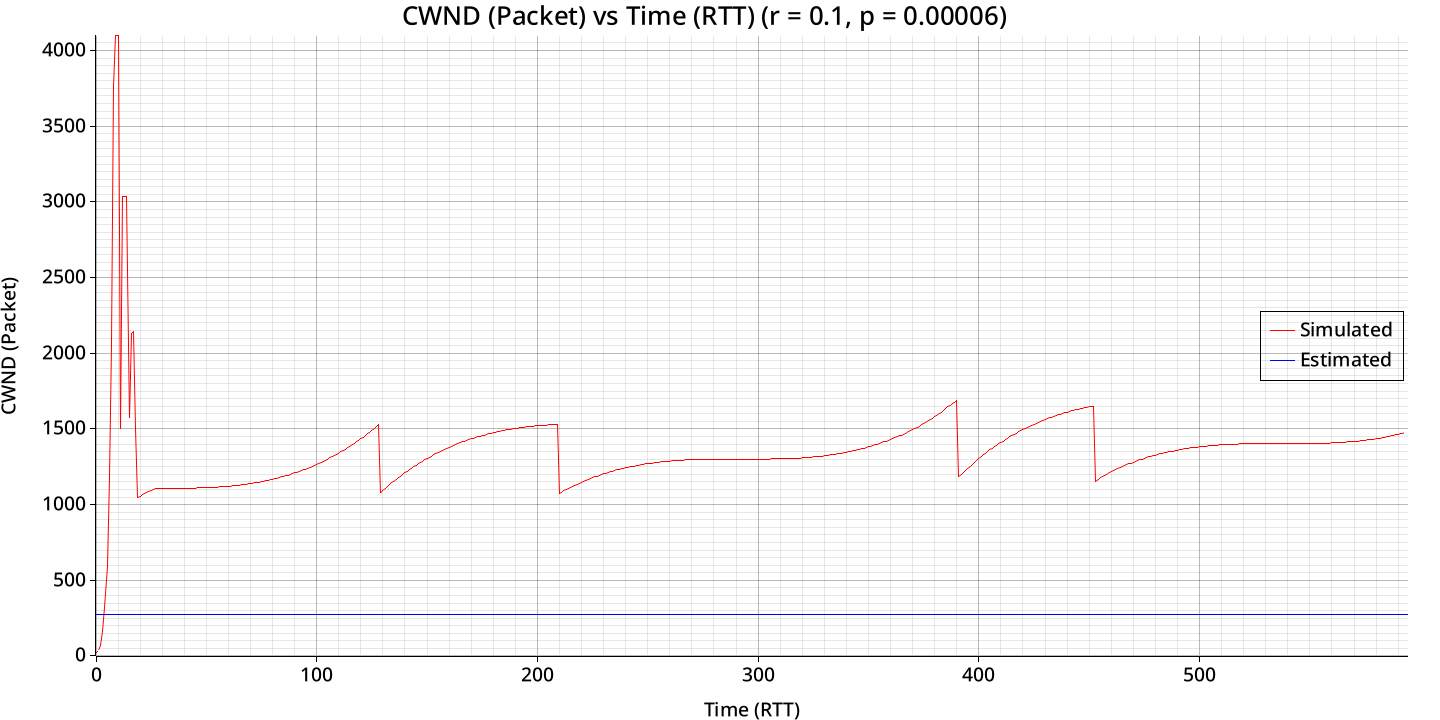 CWND (Packet) vs Time (RTT) (r = 0.1, p = 0.00006)
4000
3500
3000
2500
2000
1500
1000
500
0
CWND (Packet)
Simulated
Estimated
0 100 200 300 400 500
Time (RTT)